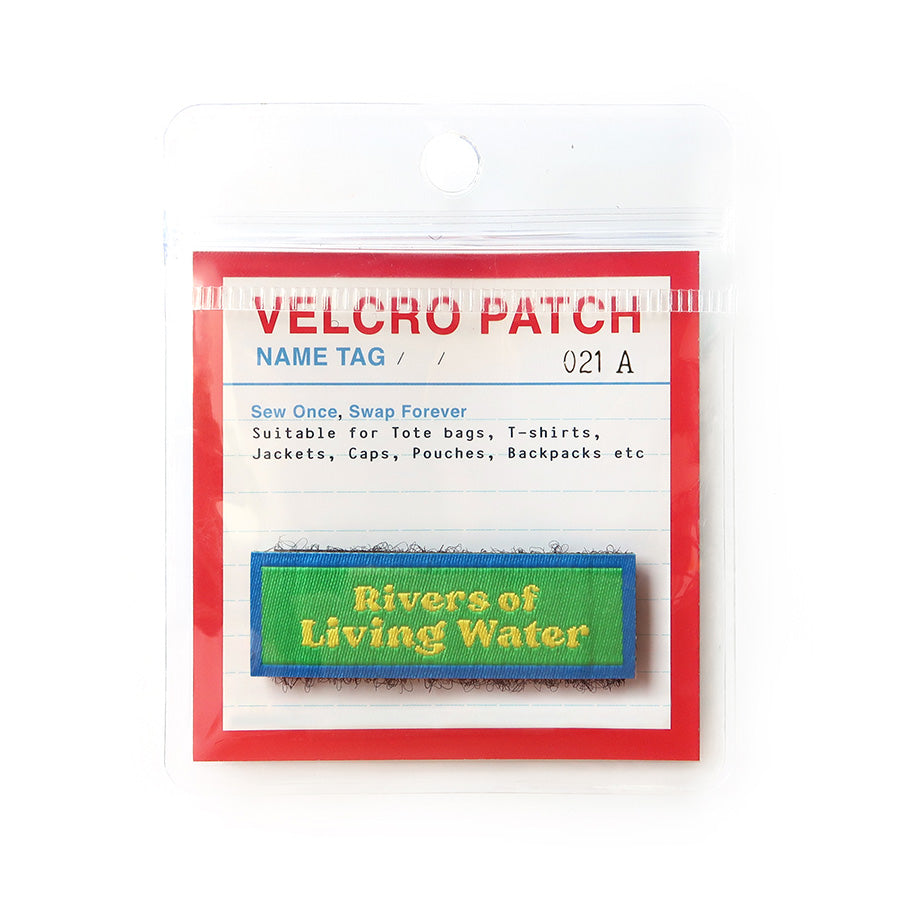 VELCRO PATCH
NAME TAG / / 021 A
Sew Once, Swap Forever
Suitable for Tote bags, T-shirts,
Jackets, Caps, Pouches, Backpacks etc
Rivers of
Living Water